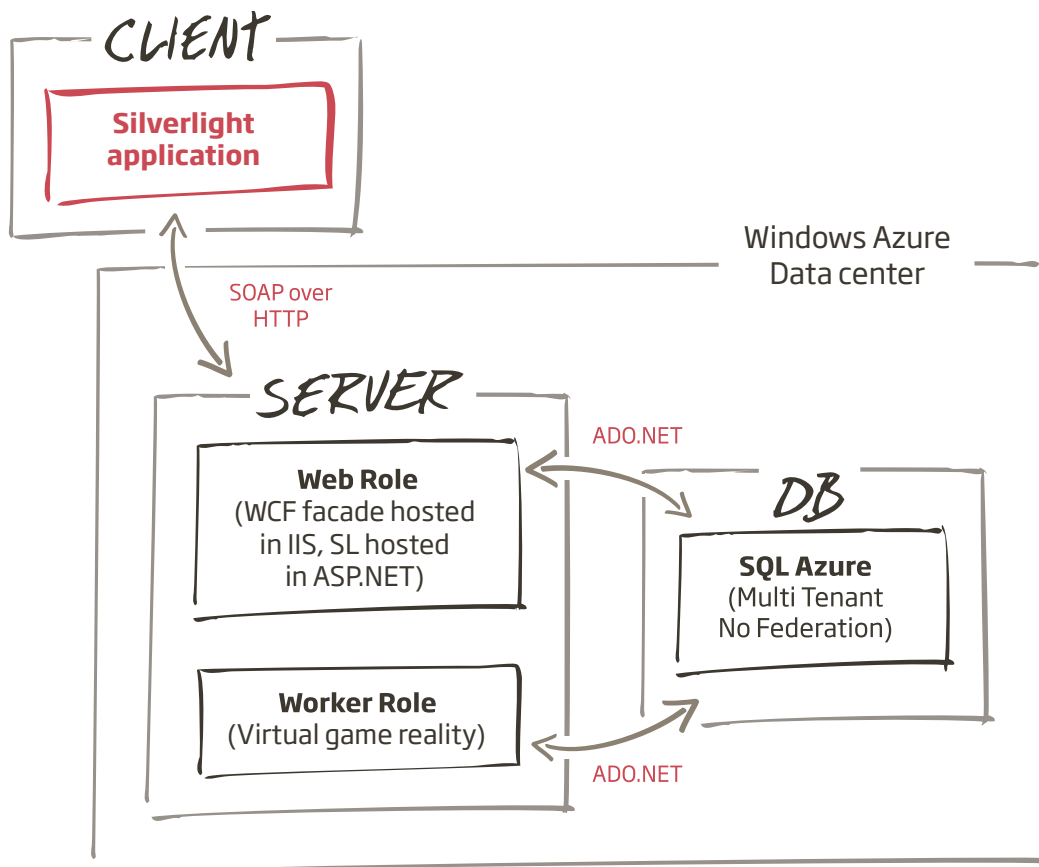 CLIENT
Silverlight
application
Windows Azure
Data center
SOAP over
HTTP
SERVER
ADO.NET
Web Role
(WCF facade hosted
in IIS, SL hosted
in ASP.NET)
DB
SQL Azure
(Multi Tenant
No Federation)
Worker Role
(Virtual game reality)
ADO.NET